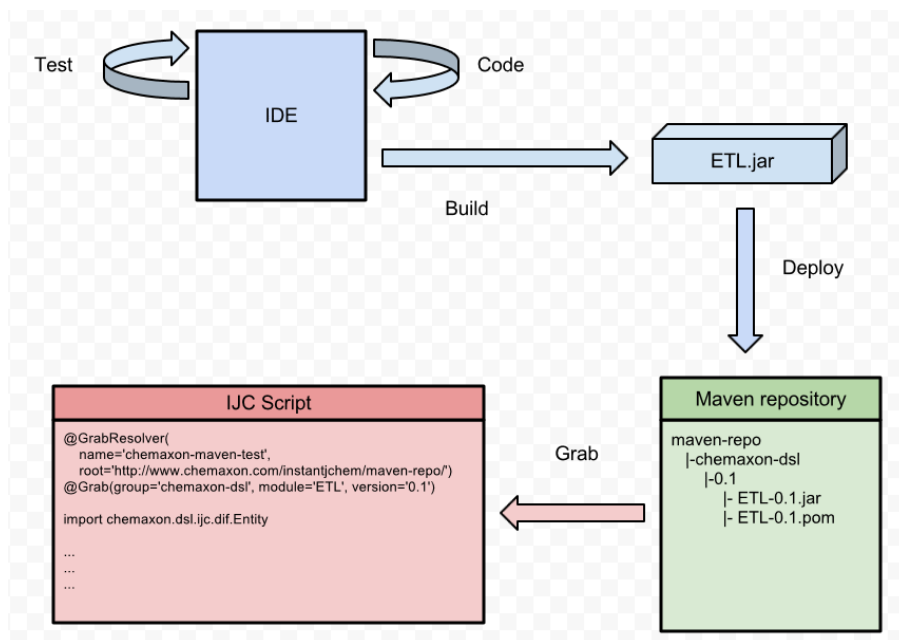 Test
IDE
Code
Build
ETL.jar
Deploy
IJC Script
@GrabResolver(
name='chemaxon-maven-test',
root='http://www.chemaxon.com/instantjchem/maven-repo/')
@Grab(group='chemaxon-dsl', module='ETL', version='0.1')
import chemaxon.dsl.ijc.dif.Entity
...
...
...
Grab
Maven repository
maven-repo
|-chemaxon-dsl
|-0.1
|- ETL-0.1.jar
|- ETL-0.1.pom